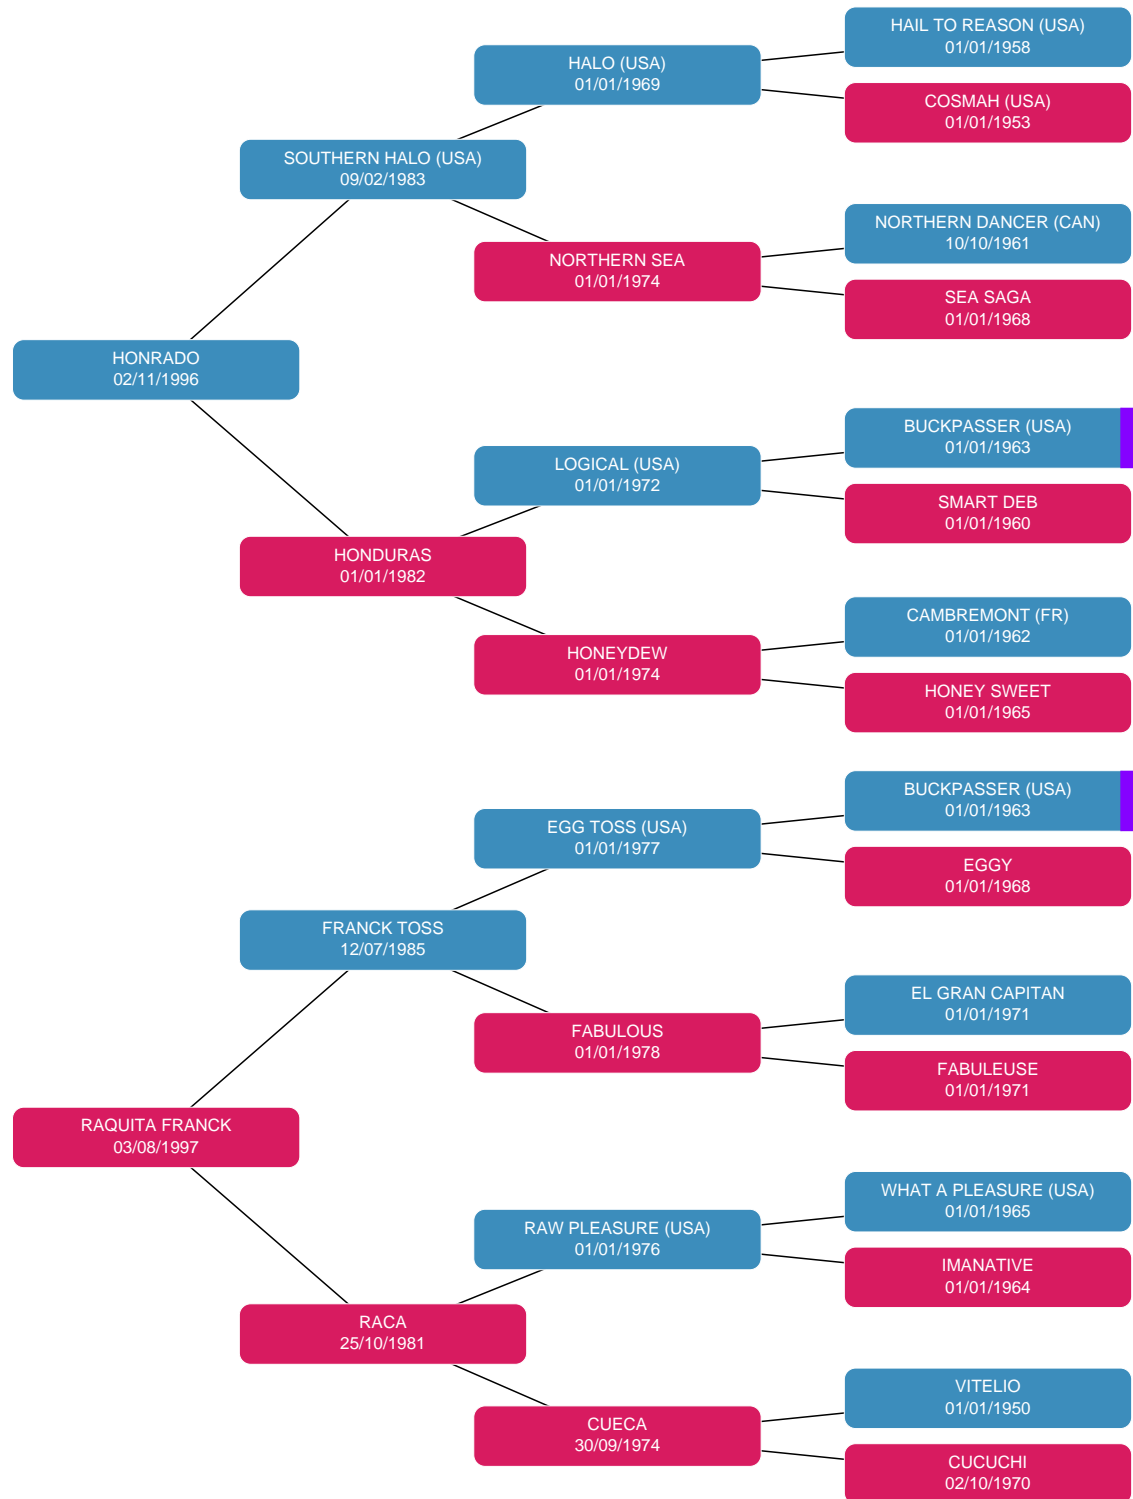 HAIL TO REASON (USA)
01/01/1958
HALO (USA)
01/01/1969
COSMAH (USA)
01/01/1953
SOUTHERN HALO (USA)
09/02/1983
NORTHERN DANCER (CAN)
10/10/1961
NORTHERN SEA
01/01/1974
SEA SAGA
01/01/1968
HONRADO
02/11/1996
BUCKPASSER (USA)
01/01/1963
LOGICAL (USA)
01/01/1972
SMART DEB
01/01/1960
HONDURAS
01/01/1982
CAMBREMONT (FR)
01/01/1962
HONEYDEW
01/01/1974
HONEY SWEET
01/01/1965
BUCKPASSER (USA)
01/01/1963
EGG TOSS (USA)
01/01/1977
EGGY
01/01/1968
FRANCK TOSS
12/07/1985
EL GRAN CAPITAN
01/01/1971
FABULOUS
01/01/1978
FABULEUSE
01/01/1971
RAQUITA FRANCK
03/08/1997
WHAT A PLEASURE (USA)
01/01/1965
RAW PLEASURE (USA)
01/01/1976
IMANATIVE
01/01/1964
RACA
25/10/1981
VITELIO
01/01/1950
CUECA
30/09/1974
CUCUCHI
02/10/1970